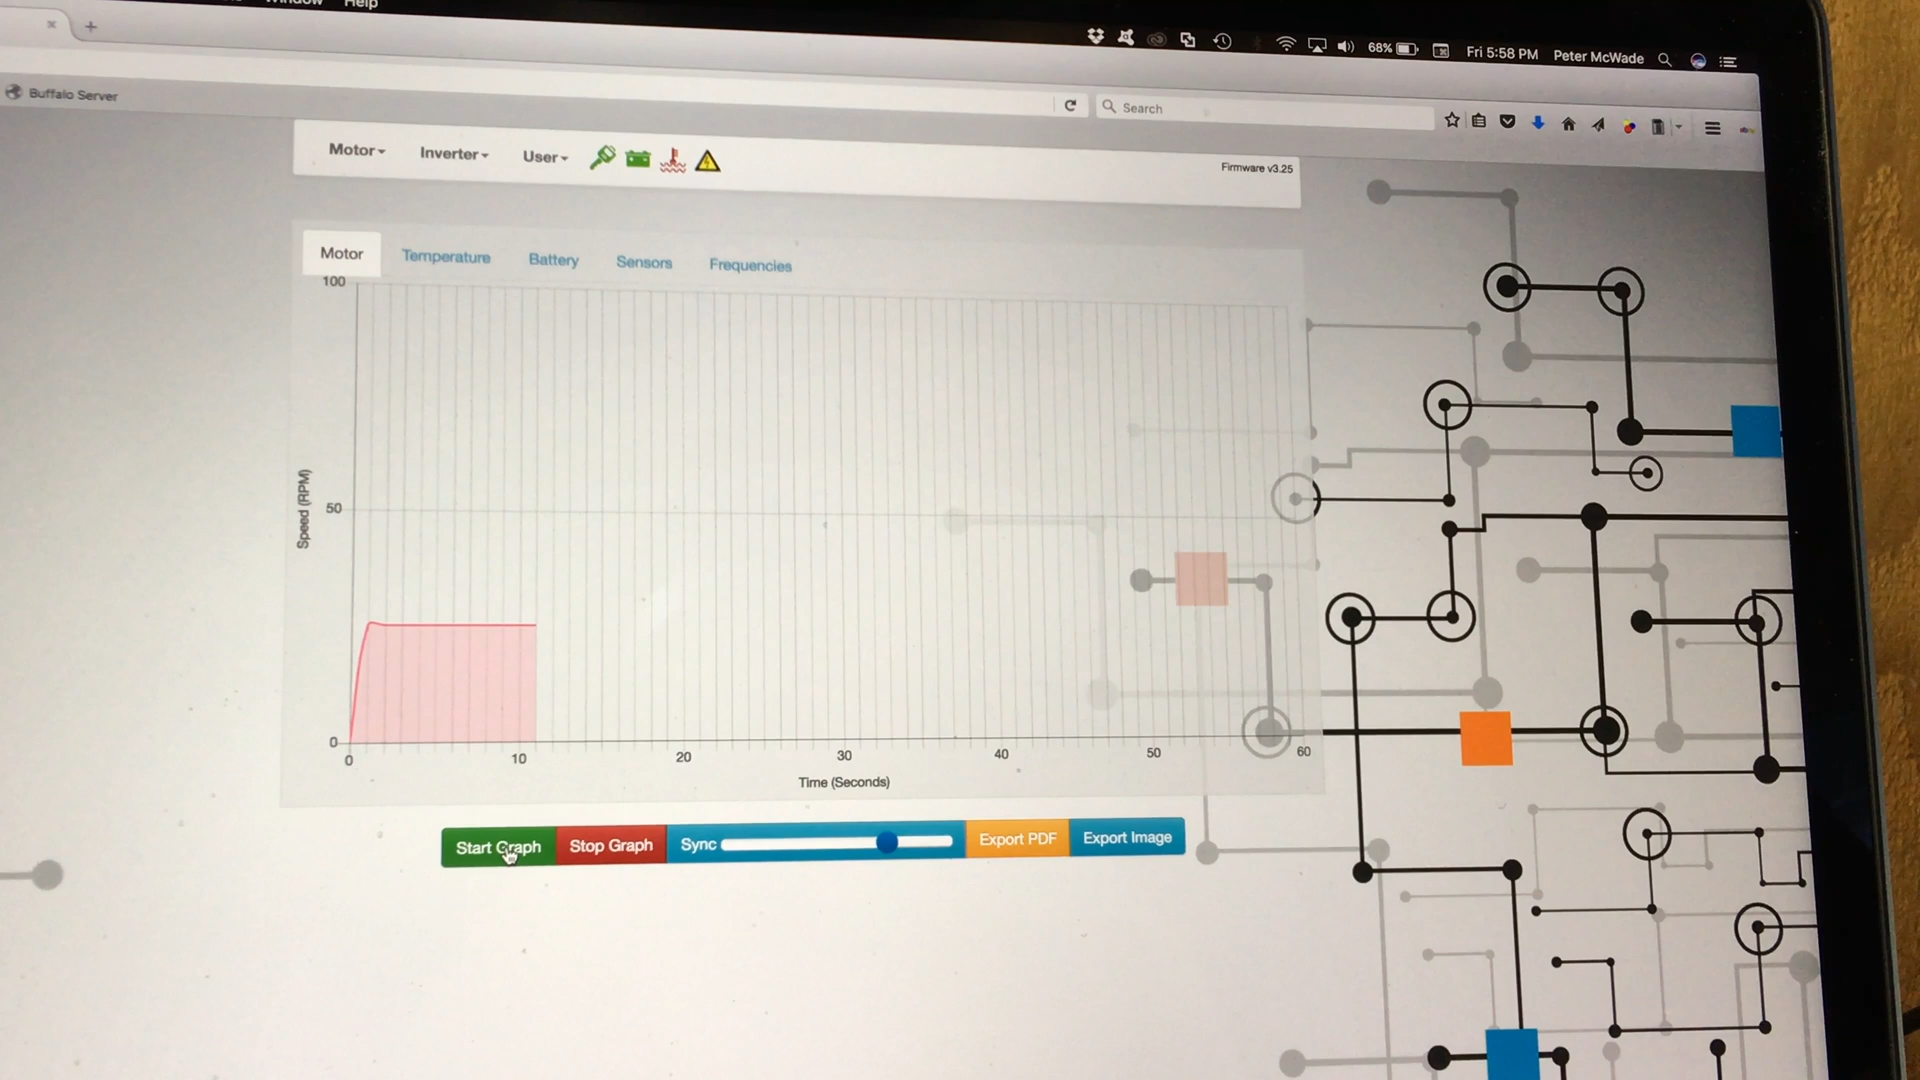 Window Help
68% Fri 5:58 PM Peter McWade
Buffalo Server
Search
Motor Inverter User
Firmware v3.25
Motor Temperature Battery Sensors Frequencies
100
50
0
Speed (RPM)
0 10 20 30 40 50 60
Time (Seconds)
Start Graph Stop Graph Sync Export PDF Export Image